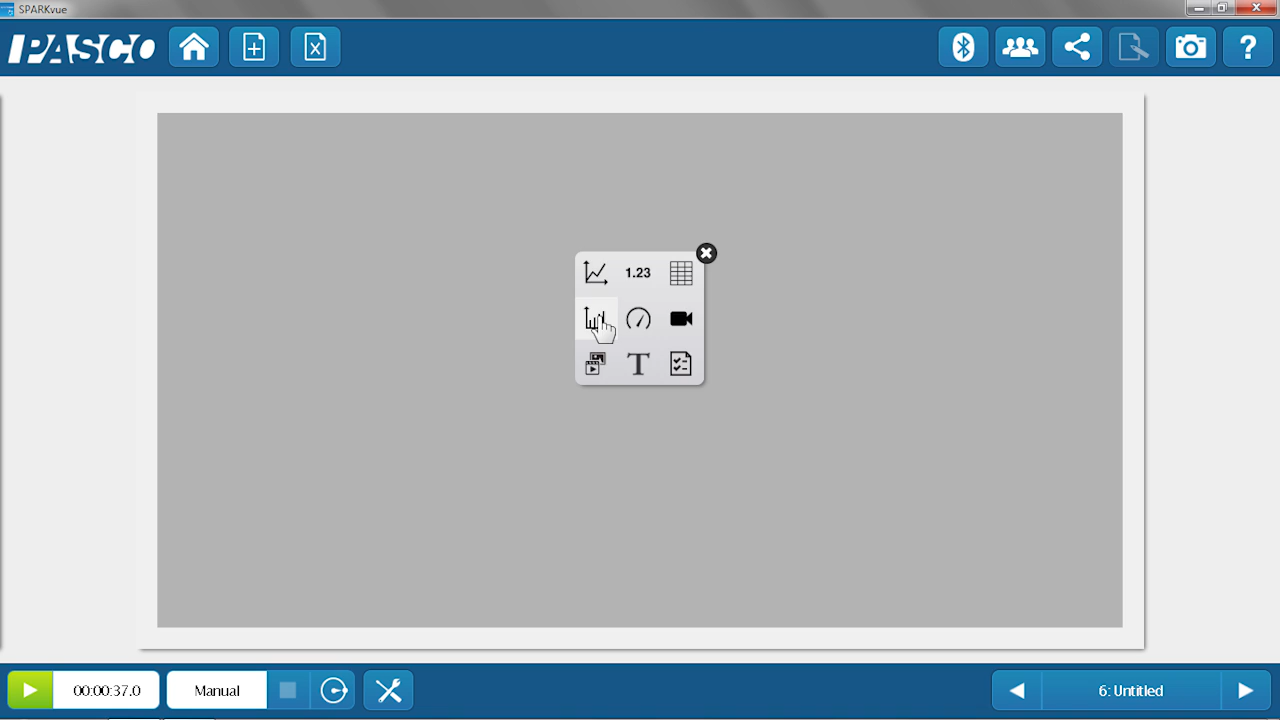 SPARKvue
PASCO
?
1.23
T
00:00:37.0
Manual
6: Untitled